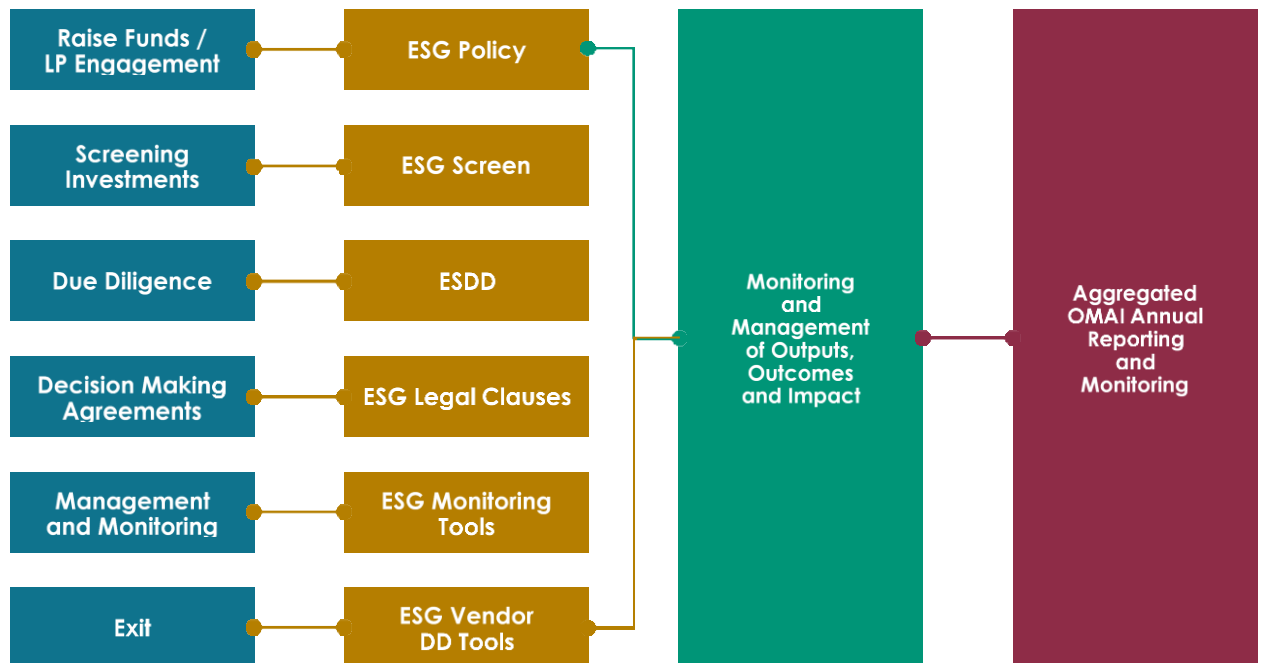 Raise Funds /
LP Engagement
ESG Policy
Screening
Investments
ESG Screen
Due Diligence
ESDD
Decision Making
Agreements
ESG Legal Clauses
Management
and Monitoring
ESG Monitoring
Tools
Exit
ESG Vendor
DD Tools
Monitoring
and
Management
of Outputs,
Outcomes
and Impact
Aggregated
OMAI Annual
Reporting
and
Monitoring